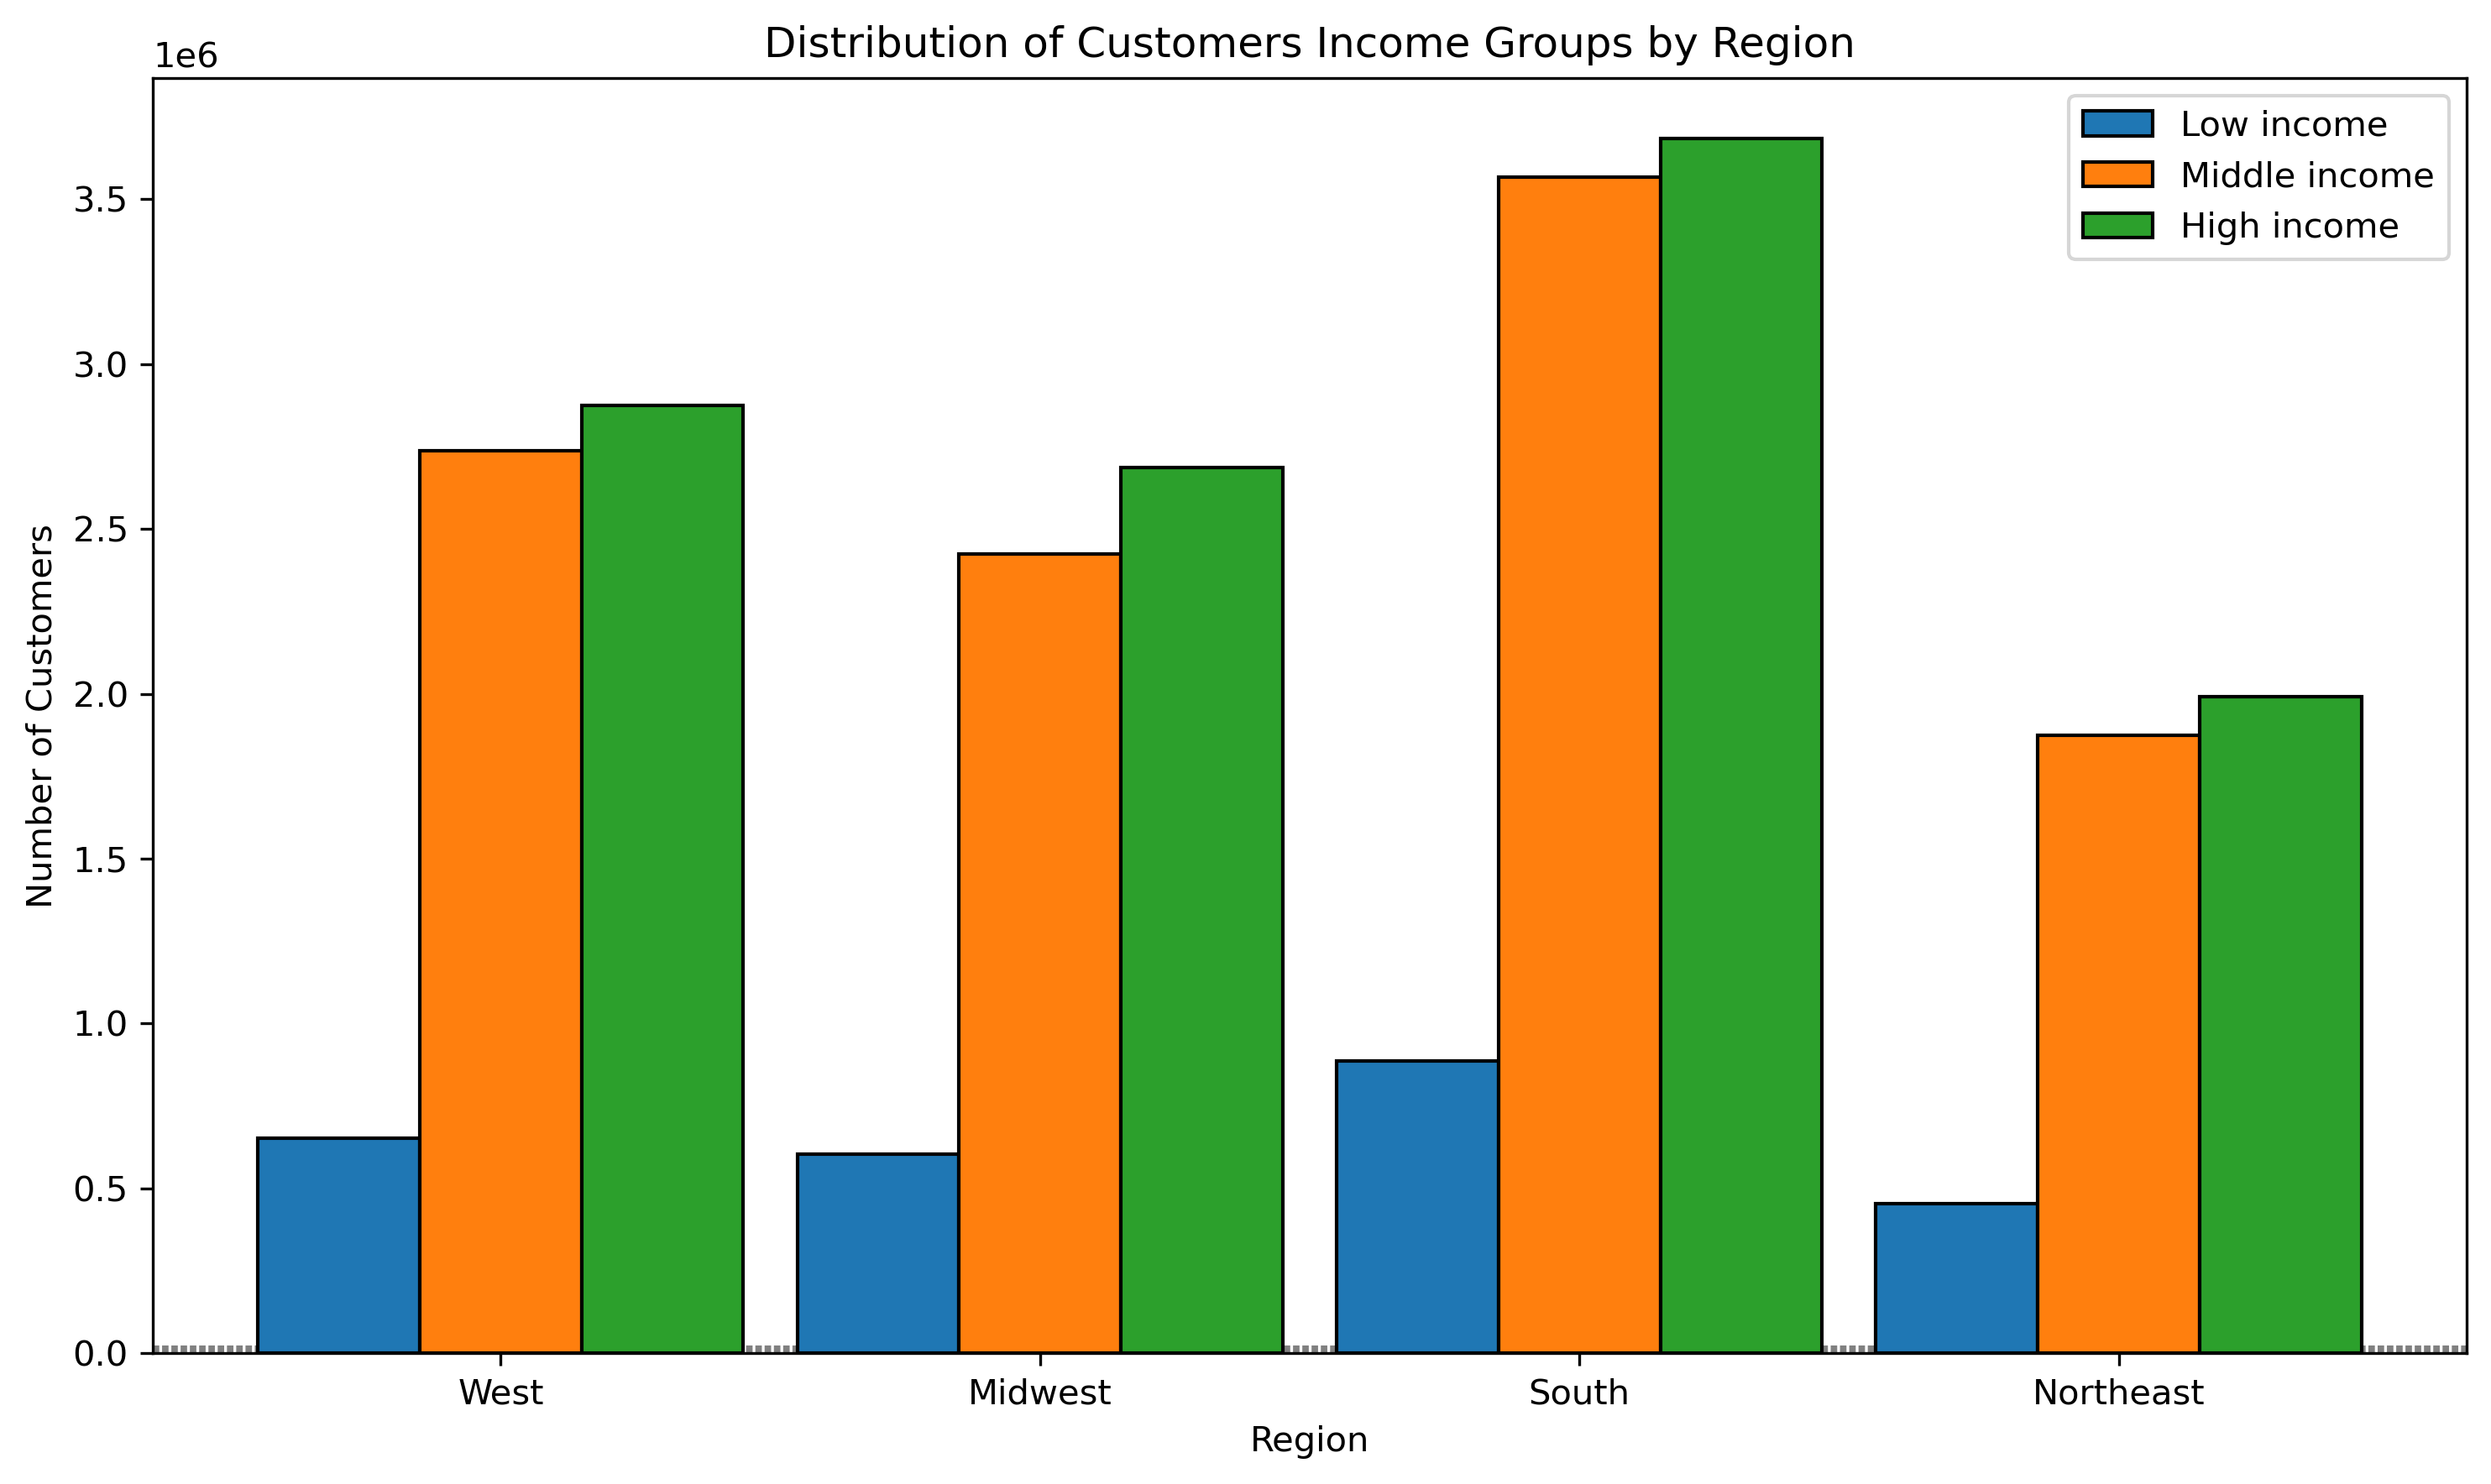 Distribution of Customers Income Groups by Region
1e6
Low income
Middle income
High income
3.5
3.0
2.5
2.0
1.5
1.0
0.5
0.0
Number of Customers
West
Midwest
South
Northeast
Region